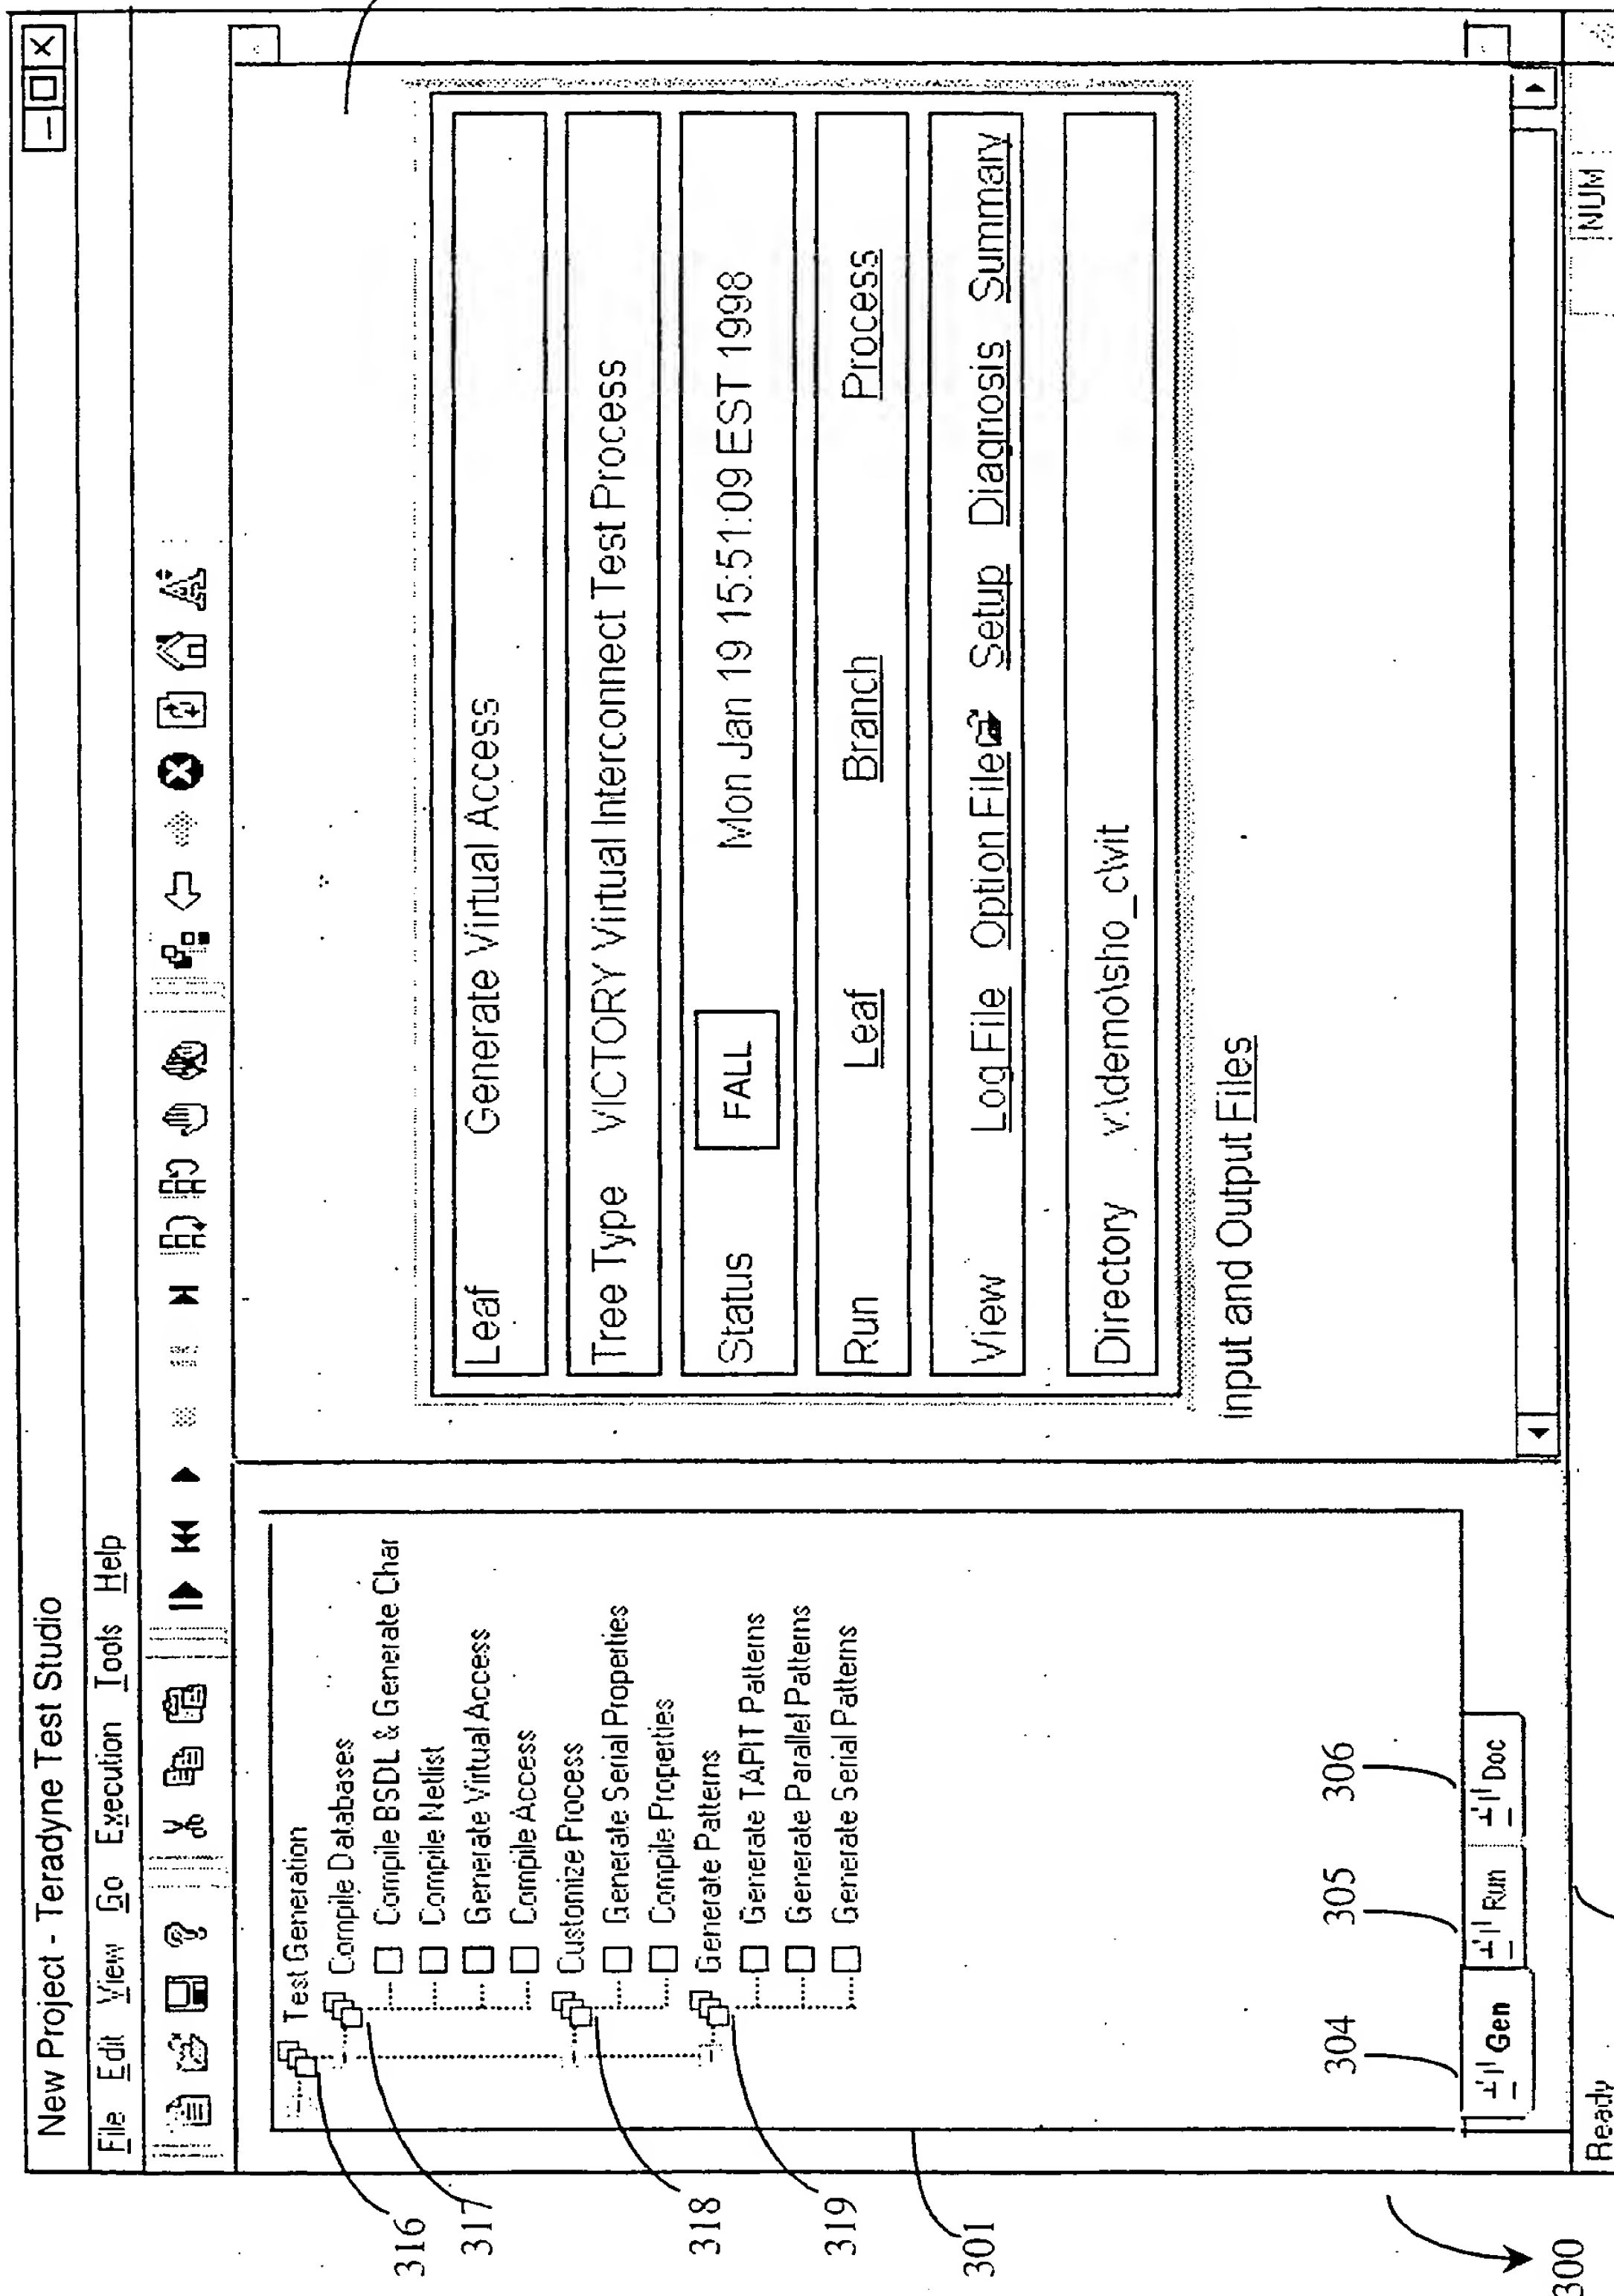 New Project - Teradyne Test Studio
File Edit View Go Execution Tools Help
Test Generation
Compile Databases
Compile BSDL & Generate Char
Compile Netlist
Generate Virtual Access
Compile Access
Customize Process
Generate Serial Properties
Compile Properties
Generate Patterns
Generate TAPIT Patterns
Generate Parallel Patterns
Generate Serial Patterns
Gen Run Doc
Leaf Generate Virtual Access
Tree Type VICTORY Virtual Interconnect Test Process
Status FALL Mon Jan 19 15:51:09 EST 1998
Run Leaf Branch Process
View Log File Option File Setup Diagnosis Summary
Directory v:\demo\sho_c\vit
Input and Output Files
Ready NUM
316
317
318
319
301
304
305
306
300